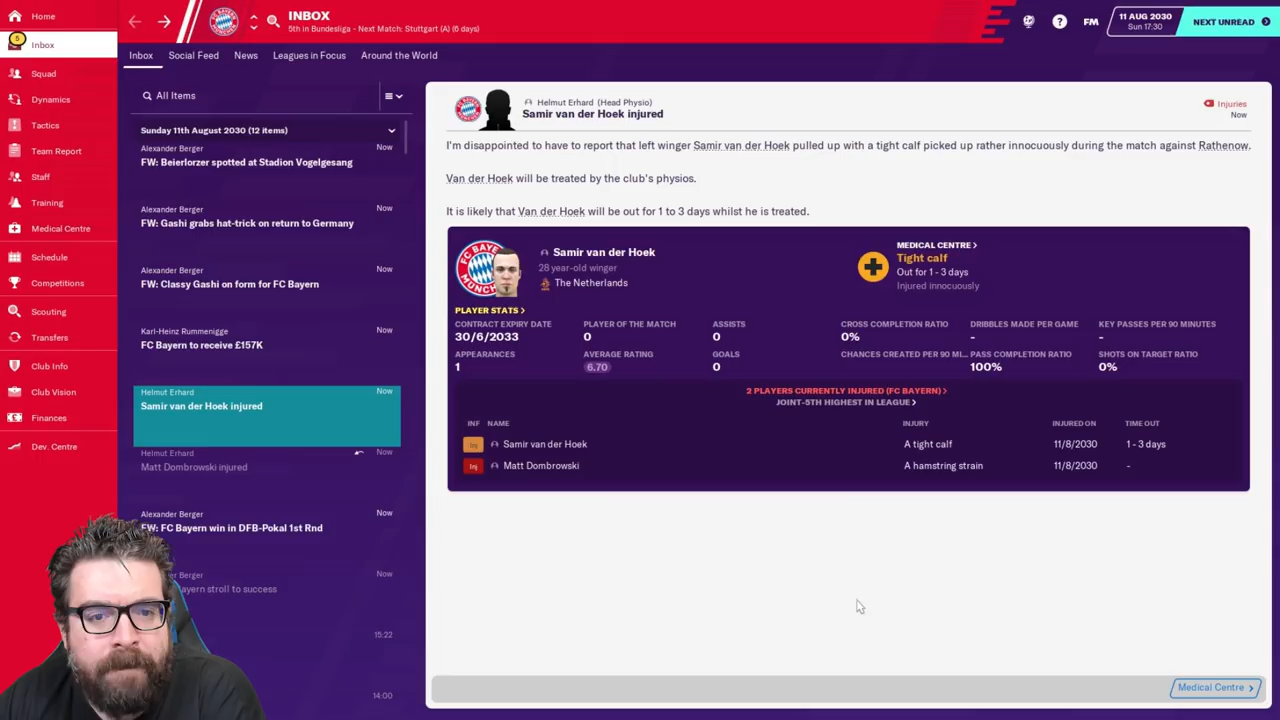 Home
INBOX
5th in Bundesliga - Next Match: Stuttgart (A) (6 days)
FM
11 AUG 2030
Sun 17:30
NEXT UNREAD
5
Inbox
Squad
Dynamics
Tactics
Team Report
Staff
Training
Medical Centre
Schedule
Competitions
Scouting
Transfers
Club Info
Club Vision
Finances
Dev. Centre
Inbox
Social Feed
News
Leagues in Focus
Around the World
All Items
Sunday 11th August 2030 (12 items)
Alexander Berger
Now
FW: Beierlorzer spotted at Stadion Vogelgesang
Alexander Berger
Now
FW: Gashi grabs hat-trick on return to Germany
Alexander Berger
Now
FW: Classy Gashi on form for FC Bayern
Karl-Heinz Rummenigge
Now
FC Bayern to receive £157K
Helmut Erhard
Now
Samir van der Hoek injured
Helmut Erhard
Now
Matt Dombrowski injured
Alexander Berger
Now
FW: FC Bayern win in DFB-Pokal 1st Rnd
Berger
Now
stroll to success
15:22
14:00
Helmut Erhard (Head Physio)
Samir van der Hoek injured
Injuries
Now
I'm disappointed to have to report that left winger Samir van der Hoek pulled up with a tight calf picked up rather innocuously during the match against Rathenow.
Van der Hoek will be treated by the club's physios.
It is likely that Van der Hoek will be out for 1 to 3 days whilst he is treated.
Samir van der Hoek
28 year-old winger
The Netherlands
MEDICAL CENTRE
Tight calf
Out for 1 - 3 days
Injured innocuously
PLAYER STATS
CONTRACT EXPIRY DATE
30/6/2033
PLAYER OF THE MATCH
0
ASSISTS
0
CROSS COMPLETION RATIO
0%
DRIBBLES MADE PER GAME
-
KEY PASSES PER 90 MINUTES
-
APPEARANCES
1
AVERAGE RATING
6.70
GOALS
0
CHANCES CREATED PER 90 MI...
PASS COMPLETION RATIO
100%
SHOTS ON TARGET RATIO
0%
2 PLAYERS CURRENTLY INJURED (FC BAYERN)
JOINT-5TH HIGHEST IN LEAGUE
INF NAME INJURY INJURED ON TIME OUT
Inj Samir van der Hoek A tight calf 11/8/2030 1 - 3 days
Inj Matt Dombrowski A hamstring strain 11/8/2030 -
Medical Centre